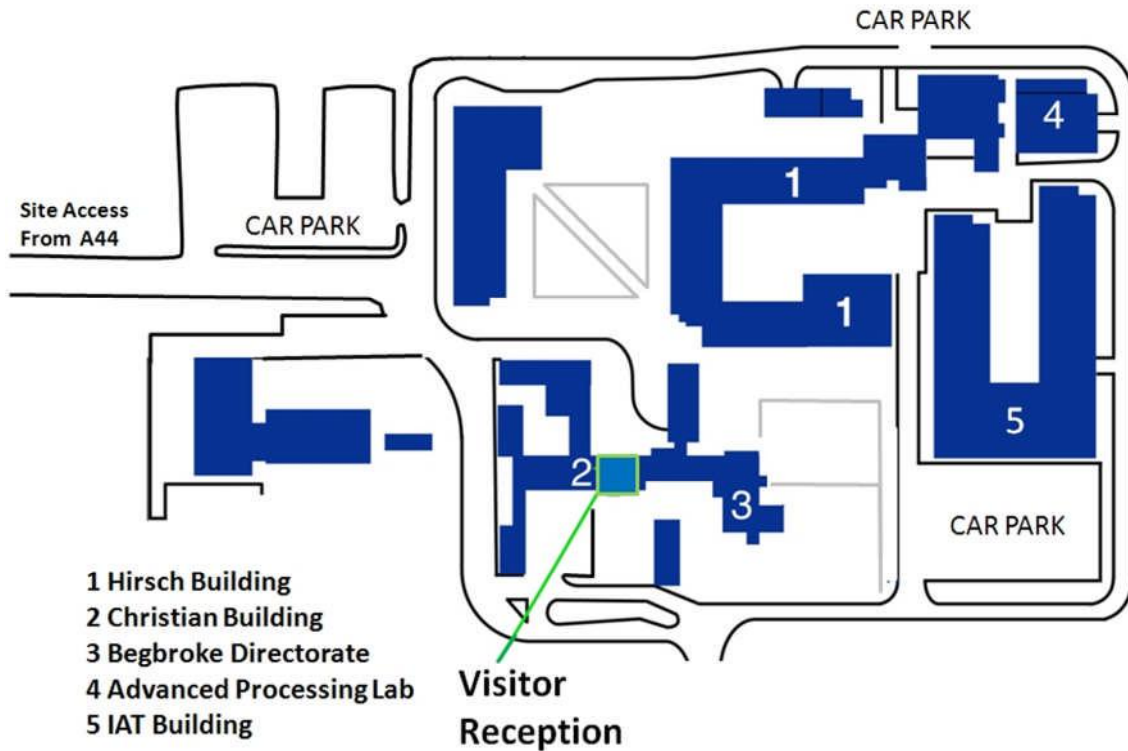 CAR PARK
4
1
Site Access
From A44
CAR PARK
1
5
2
3
CAR PARK
1 Hirsch Building
2 Christian Building
3 Begbroke Directorate
4 Advanced Processing Lab
5 IAT Building
Visitor
Reception